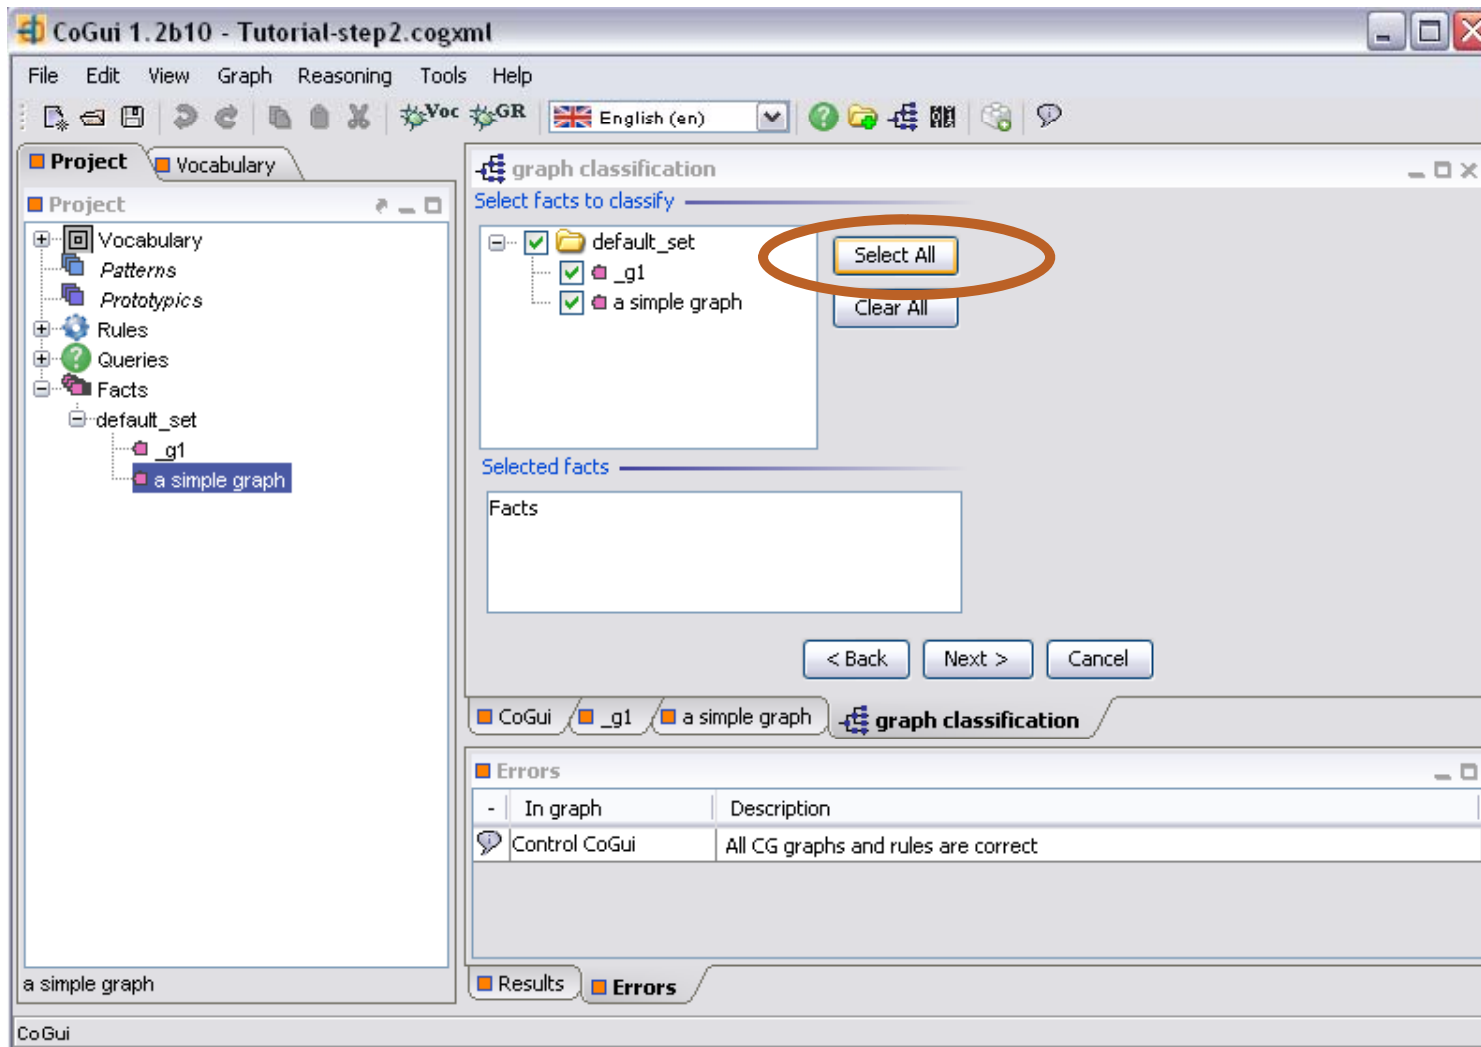 CoGui 1.2b10 - Tutorial-step2.cogxml
File Edit View Graph Reasoning Tools Help
Voc GR English (en)
Project Vocabulary
Project
Vocabulary
Patterns
Prototypics
Rules
Queries
Facts
default_set
_g1
a simple graph
a simple graph
graph classification
Select facts to classify
default_set
_g1
a simple graph
Select All
Clear All
Selected facts
Facts
< Back Next > Cancel
CoGui _g1 a simple graph graph classification
Errors
- In graph Description
Control CoGui All CG graphs and rules are correct
Results Errors
CoGui